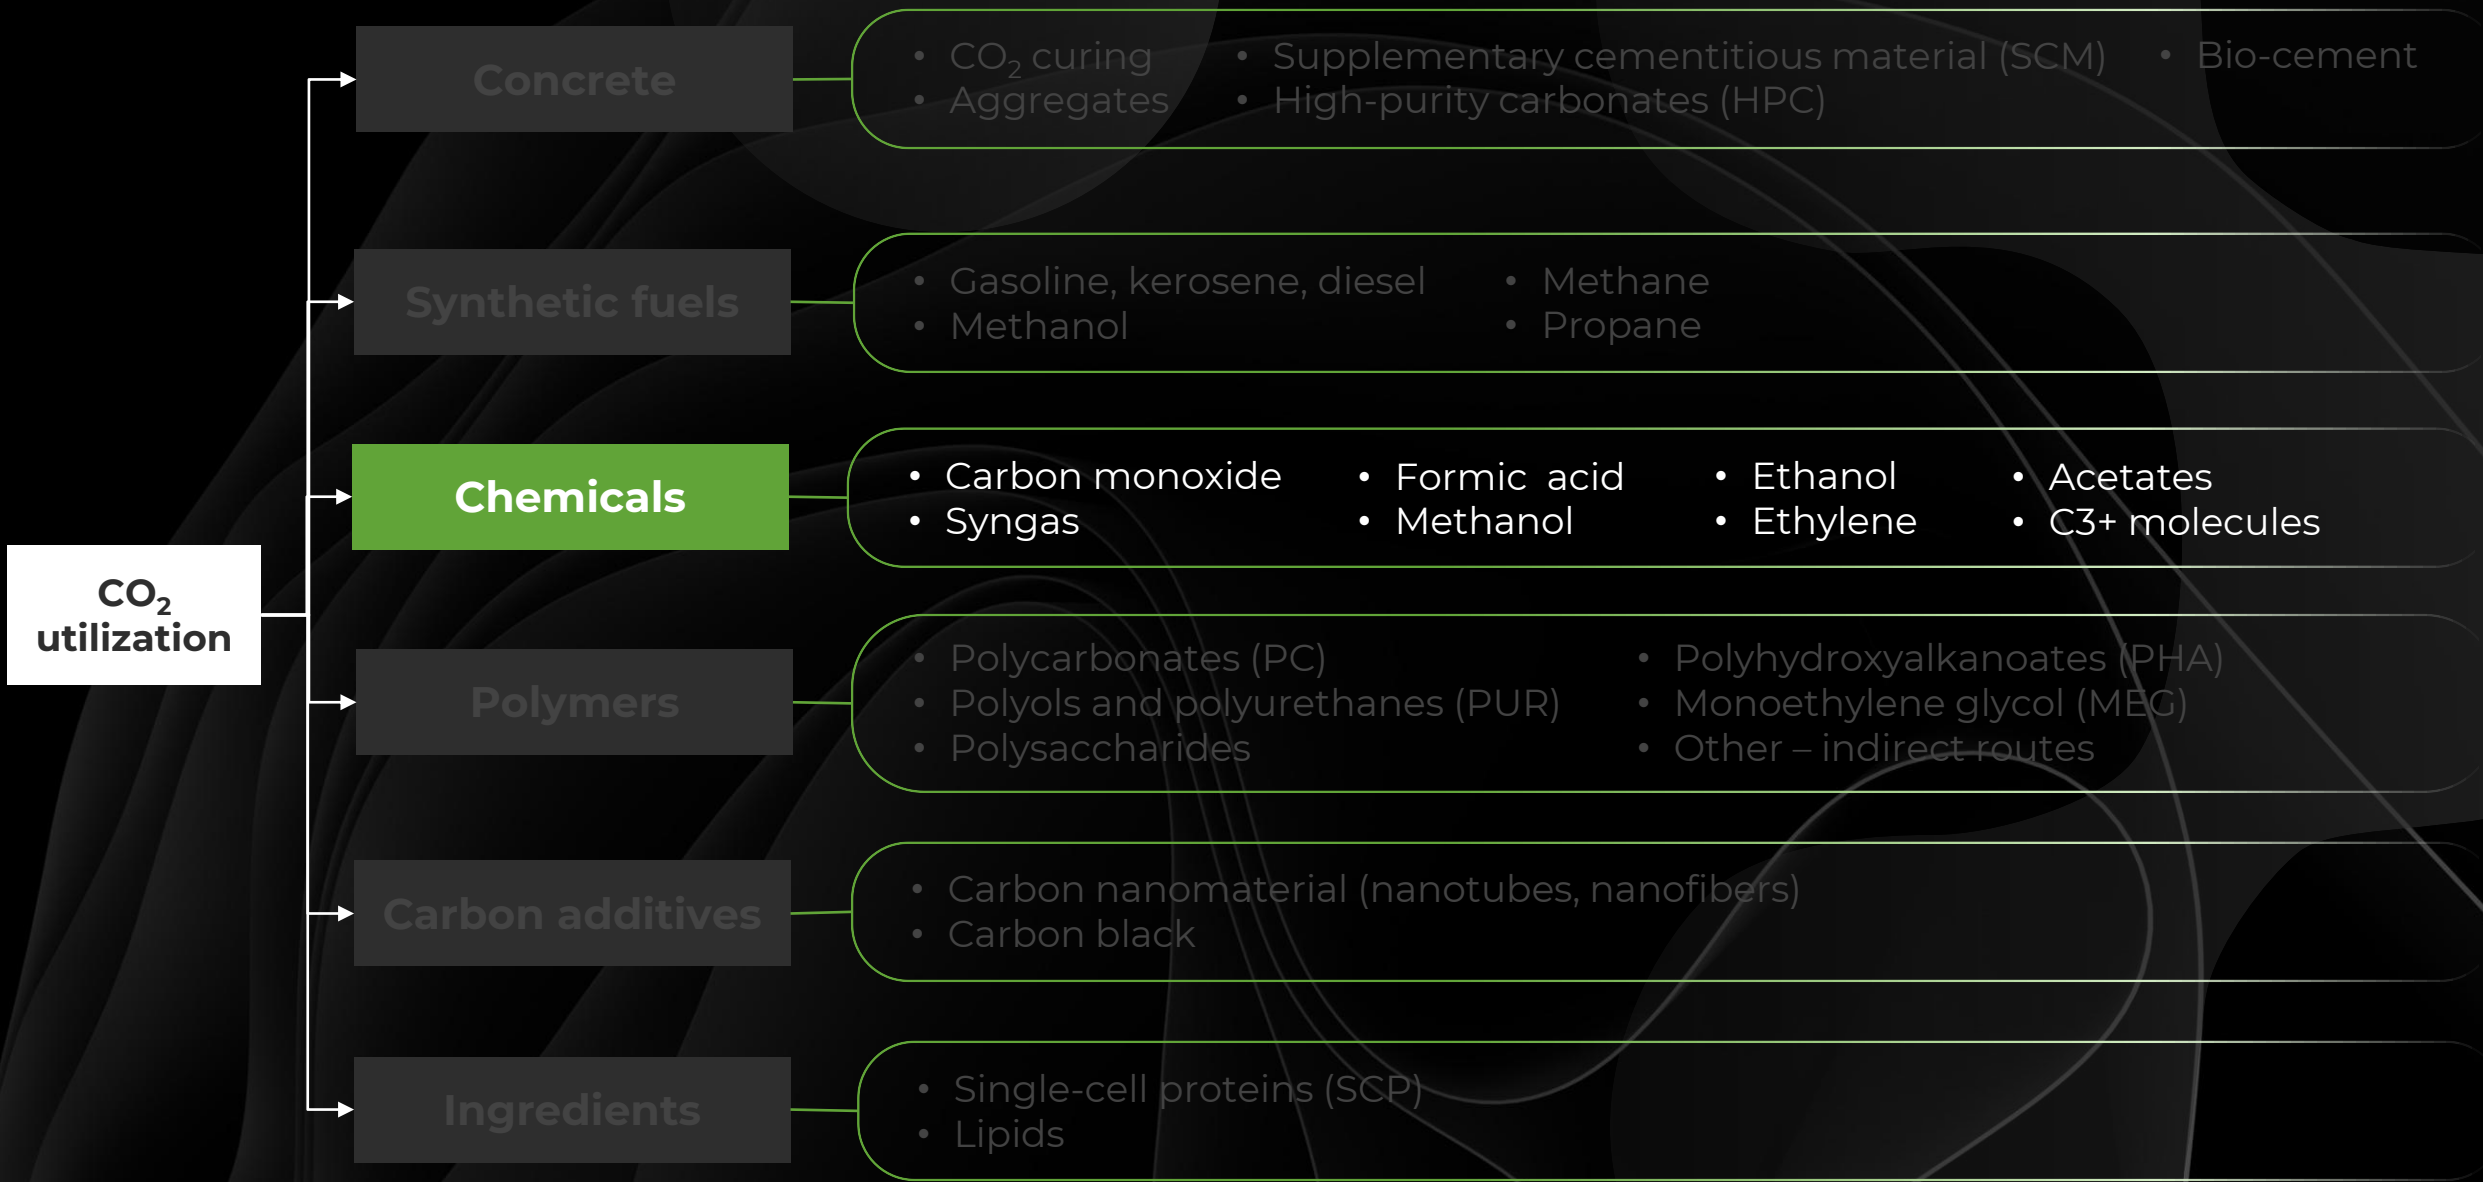 Concrete
• CO₂ curing
• Aggregates
• Supplementary cementitious material (SCM)
• High-purity carbonates (HPC)
• Bio-cement
Synthetic fuels
• Gasoline, kerosene, diesel
• Methanol
• Methane
• Propane
Chemicals
• Carbon monoxide
• Syngas
• Formic acid
• Methanol
• Ethanol
• Ethylene
• Acetates
• C3+ molecules
CO₂
utilization
Polymers
• Polycarbonates (PC)
• Polyols and polyurethanes (PUR)
• Polysaccharides
• Polyhydroxyalkanoates (PHA)
• Monoethylene glycol (MEG)
• Other – indirect routes
Carbon additives
• Carbon nanomaterial (nanotubes, nanofibers)
• Carbon black
Ingredients
• Single-cell proteins (SCP)
• Lipids